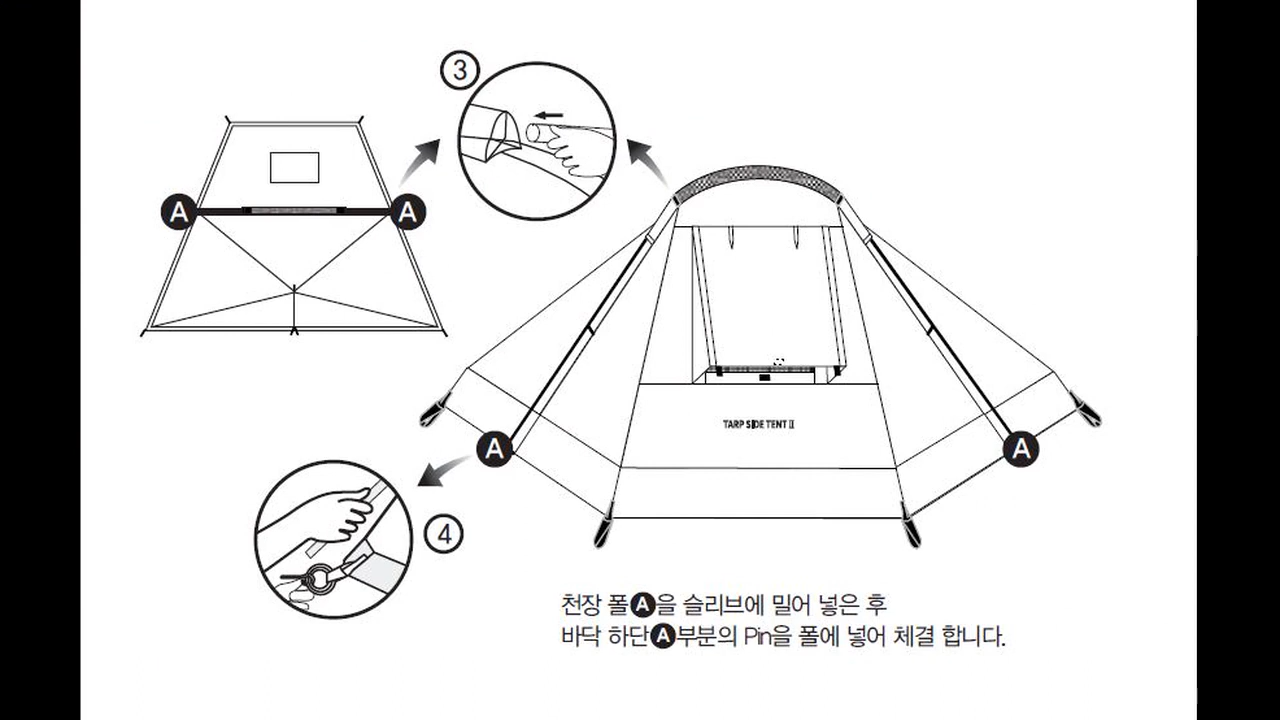 ③
A A
TARP SIDE TENT II
A A
④
천장 폴 A을 슬리브에 밀어 넣은 후
바닥 하단 A부분의 Pin을 폴에 넣어 체결 합니다.